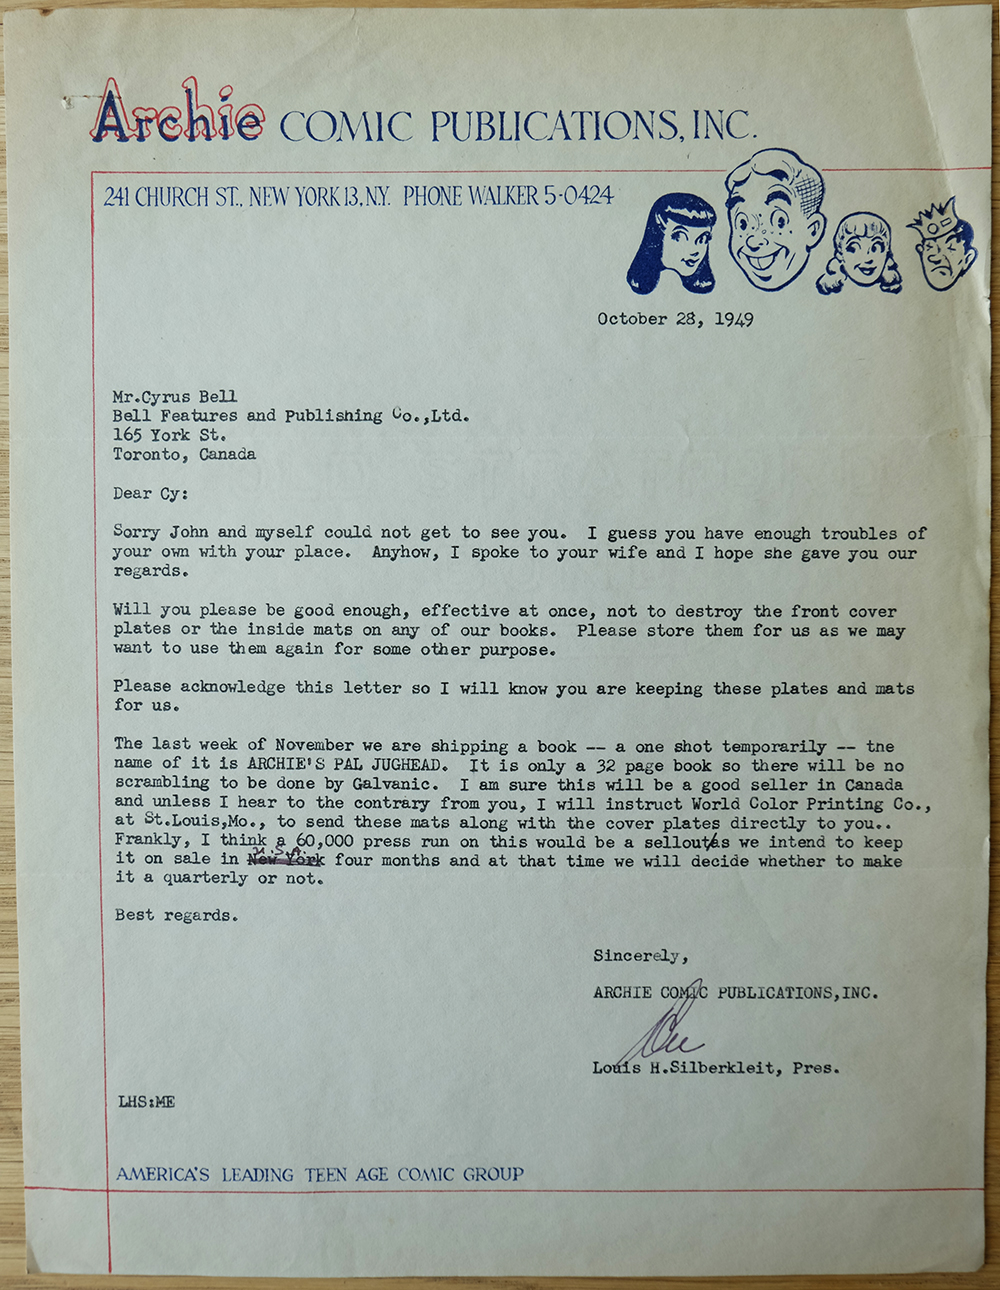 Archie COMIC PUBLICATIONS, INC.
241 CHURCH ST., NEW YORK 13, N.Y. PHONE WALKER 5-0424
October 28, 1949
Mr.Cyrus Bell
Bell Features and Publishing Co.,Ltd.
165 York St.
Toronto, Canada
Dear Cy:
Sorry John and myself could not get to see you. I guess you have enough troubles of
your own with your place. Anyhow, I spoke to your wife and I hope she gave you our
regards.
Will you please be good enough, effective at once, not to destroy the front cover
plates or the inside mats on any of our books. Please store them for us as we may
want to use them again for some other purpose.
Please acknowledge this letter so I will know you are keeping these plates and mats
for us.
The last week of November we are shipping a book -- a one shot temporarily -- tne
name of it is ARCHIE'S PAL JUGHEAD. It is only a 32 page book so there will be no
scrambling to be done by Galvanic. I am sure this will be a good seller in Canada
and unless I hear to the contrary from you, I will instruct World Color Printing Co.,
at St.Louis,Mo., to send these mats along with the cover plates directly to you..
Frankly, I think a 60,000 press run on this would be a sellout/as we intend to keep
it on sale in New York U.S.A. four months and at that time we will decide whether to make
it a quarterly or not.
Best regards.
Sincerely,
ARCHIE COMIC PUBLICATIONS,INC.
Lou
Louis H.Silberkleit, Pres.
LHS:ME
AMERICA'S LEADING TEEN AGE COMIC GROUP